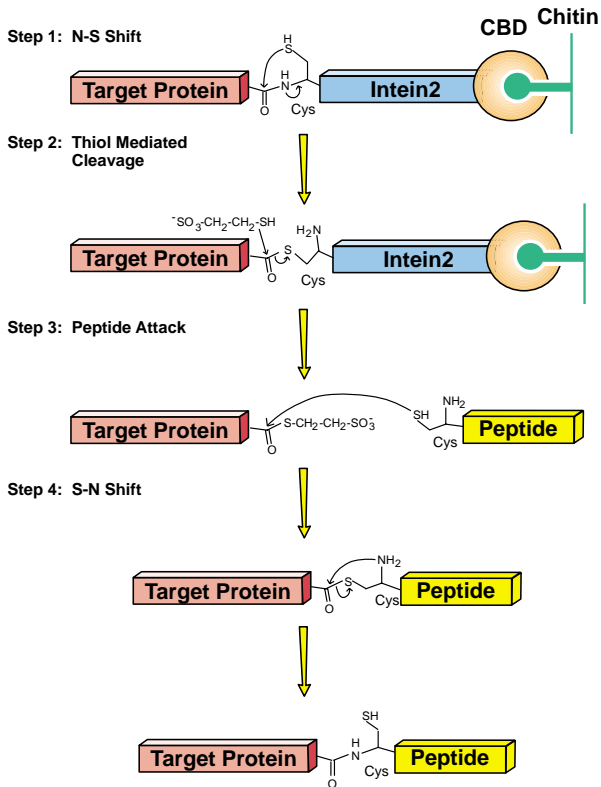 Step 1: N-S Shift
CBD
Chitin
H
S
Target Protein
N
H
O
Cys
Intein2
Step 2: Thiol Mediated
Cleavage
⁻SO₃-CH₂-CH₂-SH
H₂N
Target Protein
S
O
Cys
Intein2
Step 3: Peptide Attack
Target Protein
S-CH₂-CH₂-SO₃⁻
O
SH
NH₂
Cys
Peptide
Step 4: S-N Shift
NH₂
Target Protein
S
O
Cys
Peptide
SH
Target Protein
H
N
O
Cys
Peptide